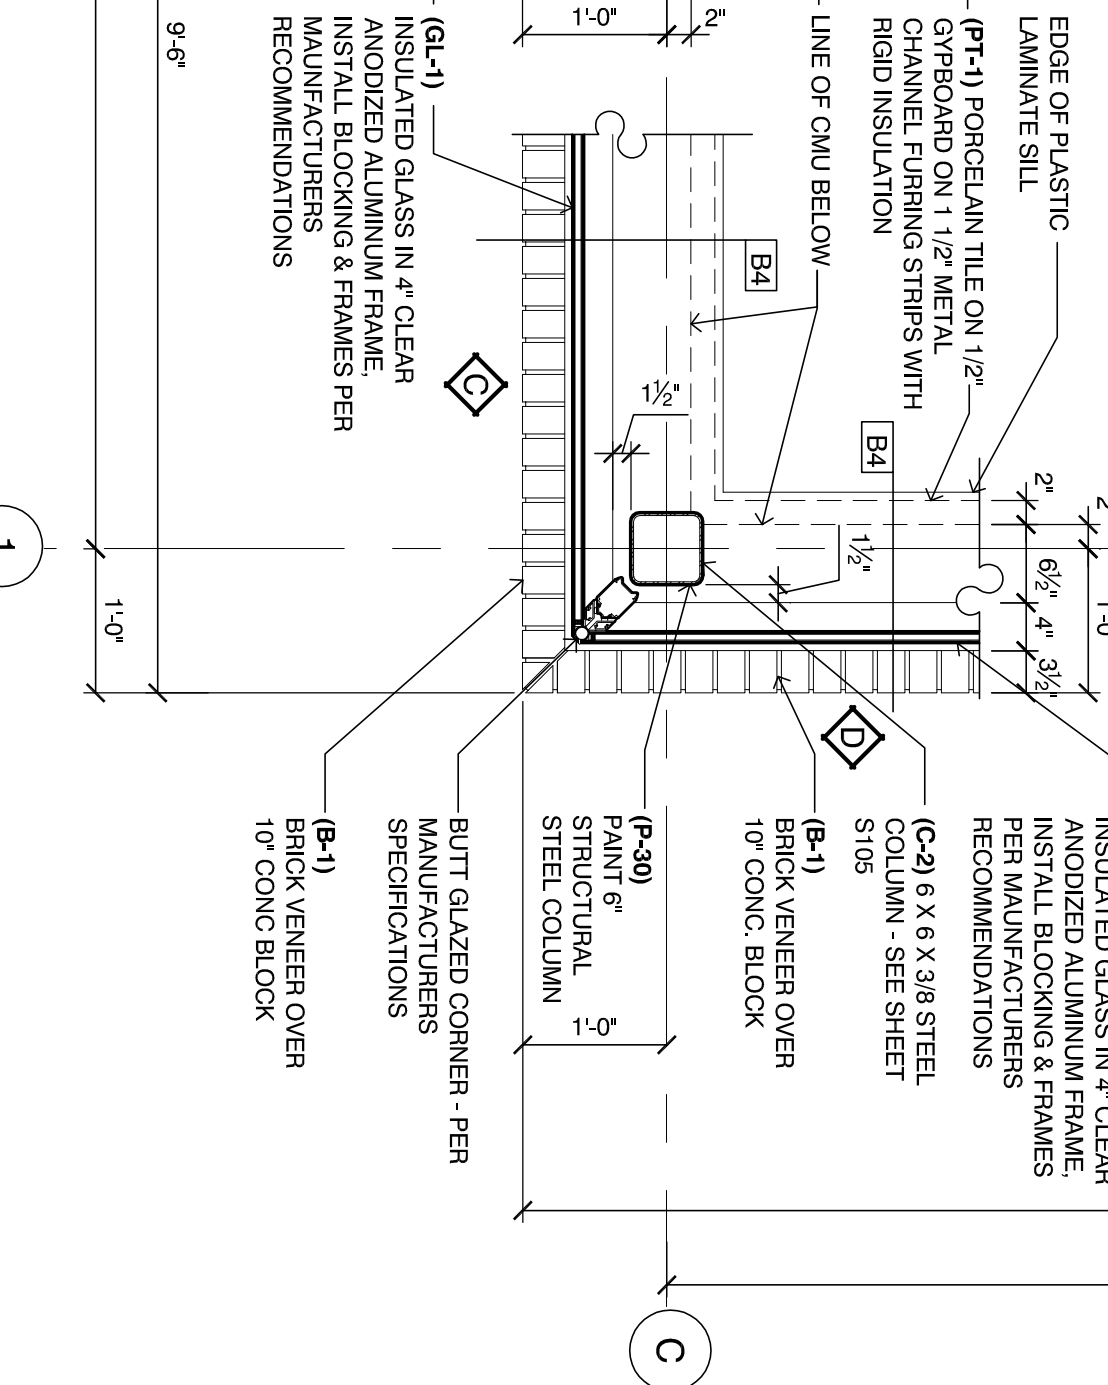 EDGE OF PLASTIC
LAMINATE SILL
(PT-1) PORCELAIN TILE ON 1/2"
GYPBOARD ON 1 1/2" METAL
CHANNEL FURRING STRIPS WITH
RIGID INSULATION
LINE OF CMU BELOW
2"
1'-0"
(GL-1)
INSULATED GLASS IN 4" CLEAR
ANODIZED ALUMINUM FRAME,
INSTALL BLOCKING & FRAMES PER
MAUNFACTURERS
RECOMMENDATIONS
9'-6"
B4
B4
C
D
1½"
1½"
2"
6½"
4"
3½"
2
1'-0
1
1'-0"
INSULATED GLASS IN 4" CLEAR
ANODIZED ALUMINUM FRAME,
INSTALL BLOCKING & FRAMES
PER MAUNFACTURERS
RECOMMENDATIONS
(C-2) 6 X 6 X 3/8 STEEL
COLUMN - SEE SHEET
S105
(B-1)
BRICK VENEER OVER
10" CONC. BLOCK
(P-30)
PAINT 6"
STRUCTURAL
STEEL COLUMN
1'-0"
BUTT GLAZED CORNER - PER
MANUFACTURERS
SPECIFICATIONS
(B-1)
BRICK VENEER OVER
10" CONC BLOCK
C